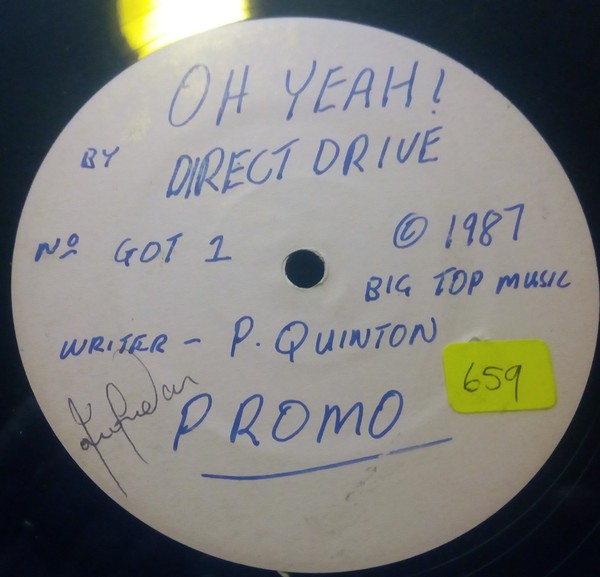 OH YEAH!
BY DIRECT DRIVE
Nº GOT 1
© 1987
BIG TOP MUSIC
WRITER - P. QUINTON
659
PROMO